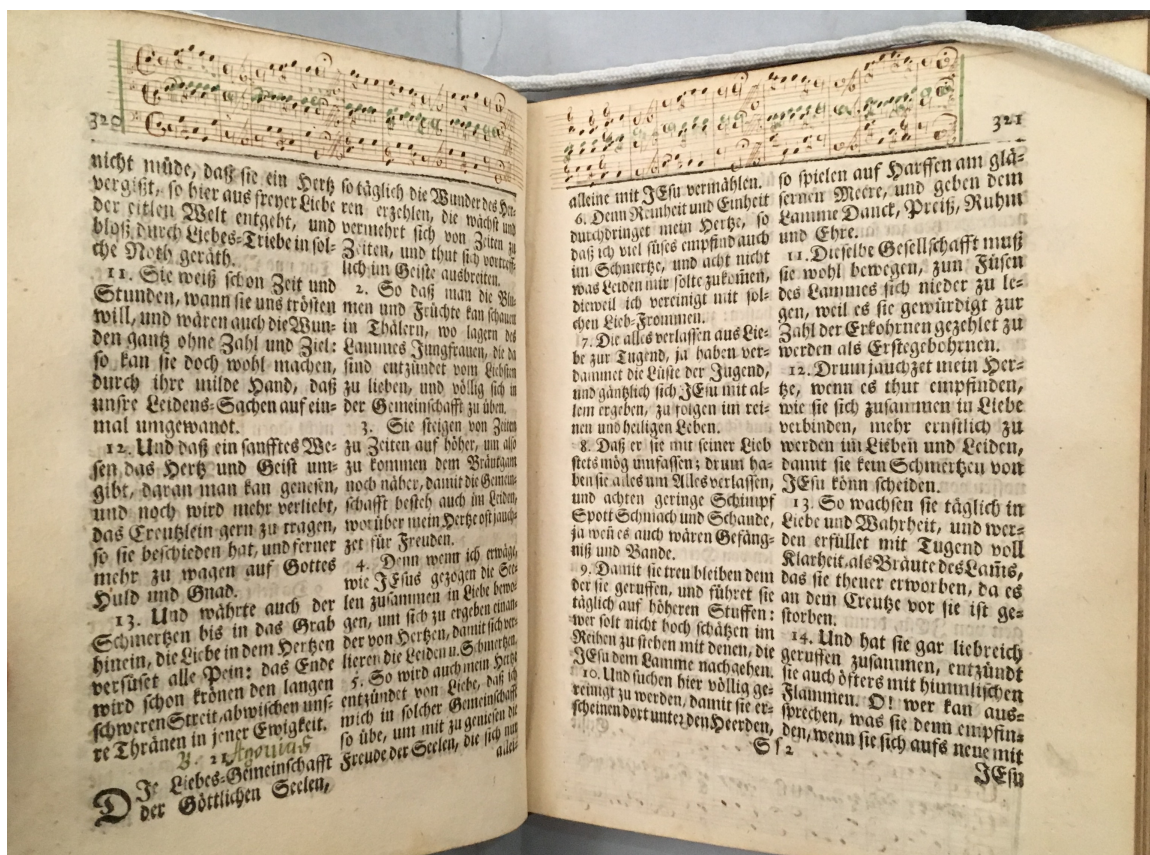 320
nicht müde, daß sie ein Hertz
vergißt, so hier aus freyer Liebe
der eitlen Welt entgeht, und
bloß durch Liebes-Triebe in sol-
che Noth geräth.
11. Sie weiß schon Zeit und
Stunden, wann sie uns trösten
will, und wären auch die Wun-
den gantz ohne Zahl und Ziel:
so kan sie doch wohl machen,
durch ihre milde Hand, daß
unsre Leidens-Sachen auf ein-
mal umgewandt.
12. Und daß ein sanfftes We-
sen das Hertz und Geist um-
gibt, daran man kan genesen,
und noch wird mehr verliebt,
das Creutzlein gern zu tragen,
so sie beschieden hat, und ferner
mehr zu wagen auf Gottes
Huld und Gnad.
13. Und währte auch der
Schmertzen bis in das Grab
hinein, die Liebe in dem Hertzen
versüset alle Pein: das Ende
wird schon krönen den langen
schweren Streit, abwischen uns-
re Thränen in jener Ewigkeit.
21
DJe Liebes-Gemeinschafft
der Göttlichen Seelen,
so täglich die Wunder des Her-
ren erzehlen, die wächst und
vermehrt sich von Zeiten zu
Zeiten, und thut sich vortreff-
lich im Geiste ausbreiten.
2. So daß man die Blu-
men und Früchte kan schauen
in Thälern, wo lagern des
Lammes Jungfrauen, die da
sind entzündet vom Liebsten
zu lieben, und völlig sich in
der Gemeinschafft zu üben.
3. Sie steigen von Zeiten
zu Zeiten auf höher, um also
zu kommen dem Bräutgam
noch näher, damit die Gemein-
schafft besteh auch im Leiden,
worüber mein Hertze oft jauch-
zet für Freuden.
4. Denn wenn ich erwäge,
wie JEsus gezogen die See-
len zusammen in Liebe bewo-
gen, um sich zu ergeben einan-
der von Hertzen, damit sich ver-
lieren die Leiden u. Schmertzen.
5. So wird auch mein Hertze
entzündet von Liebe, daß ich
mich in solcher Gemeinschafft
so übe, um mit zu geniesen die
Freude der Seelen, die sich nur
allein
321
alleine mit JEsu vermählen.
6. Denn Reinheit und Einheit
durchdringet mein Hertze, so
daß ich viel süses empfind auch
im Schmertze, und acht nicht
was Leiden mir solte zukom̃en,
dieweil ich vereinigt mit sol-
chen Lieb-Frommen.
7. Die alles verlassen aus Lie-
be zur Tugend, ja haben ver-
dammet die Lüste der Jugend,
und gäntzlich sich JEsu mit al-
lem ergeben, zu folgen im rei-
nen und heiligen Leben.
8. Daß er sie mit seiner Lieb
stets mög umfassen; drum ha-
ben sie alles um Alles verlassen,
und achten geringe Schimpf
Spott Schmach und Schande,
ja weñ es auch wären Gefäng-
niß und Bande.
9. Damit sie treu bleiben dem
der sie geruffen, und führet sie
täglich auf höheren Stuffen:
wer solt nicht hoch schätzen im
Reihen zu stehen mit denen, die
JEsu dem Lamme nachgehen.
10. Und suchen hier völlig ge-
reinigt zu werden, damit sie er-
scheinen dort unter den Heerden,
so spielen auf Harffen am glä-
sernen Meere, und geben dem
Lamme Danck, Preiß, Ruhm
und Ehre.
11. Dieselbe Gesellschafft muß
sie wohl bewegen, zun Füsen
des Lammes sich nieder zu le-
gen, weil es sie gewürdigt zur
Zahl der Erkohrnen gezehlet zu
werden als Erstegebohrnen.
12. Drum jauchzet mein Her-
tze, wenn es thut empfinden,
wie sie sich zusammen in Liebe
verbinden, mehr ernstlich zu
werden im Lieben und Leiden,
damit sie kein Schmertzen von
JEsu könn scheiden.
13. So wachsen sie täglich in
Liebe und Wahrheit, und wer-
den erfüllet mit Tugend voll
Klarheit, als Bräute des Lam̃s,
das sie theuer erworben, da es
an dem Creutze vor sie ist ge-
storben.
14. Und hat sie gar liebreich
geruffen zusammen, entzündt
sie auch öfters mit himmlischen
Flammen. O! wer kan aus-
sprechen, was sie denn empfin-
den, wenn sie sich aufs neue mit
Ss 2
JEsu